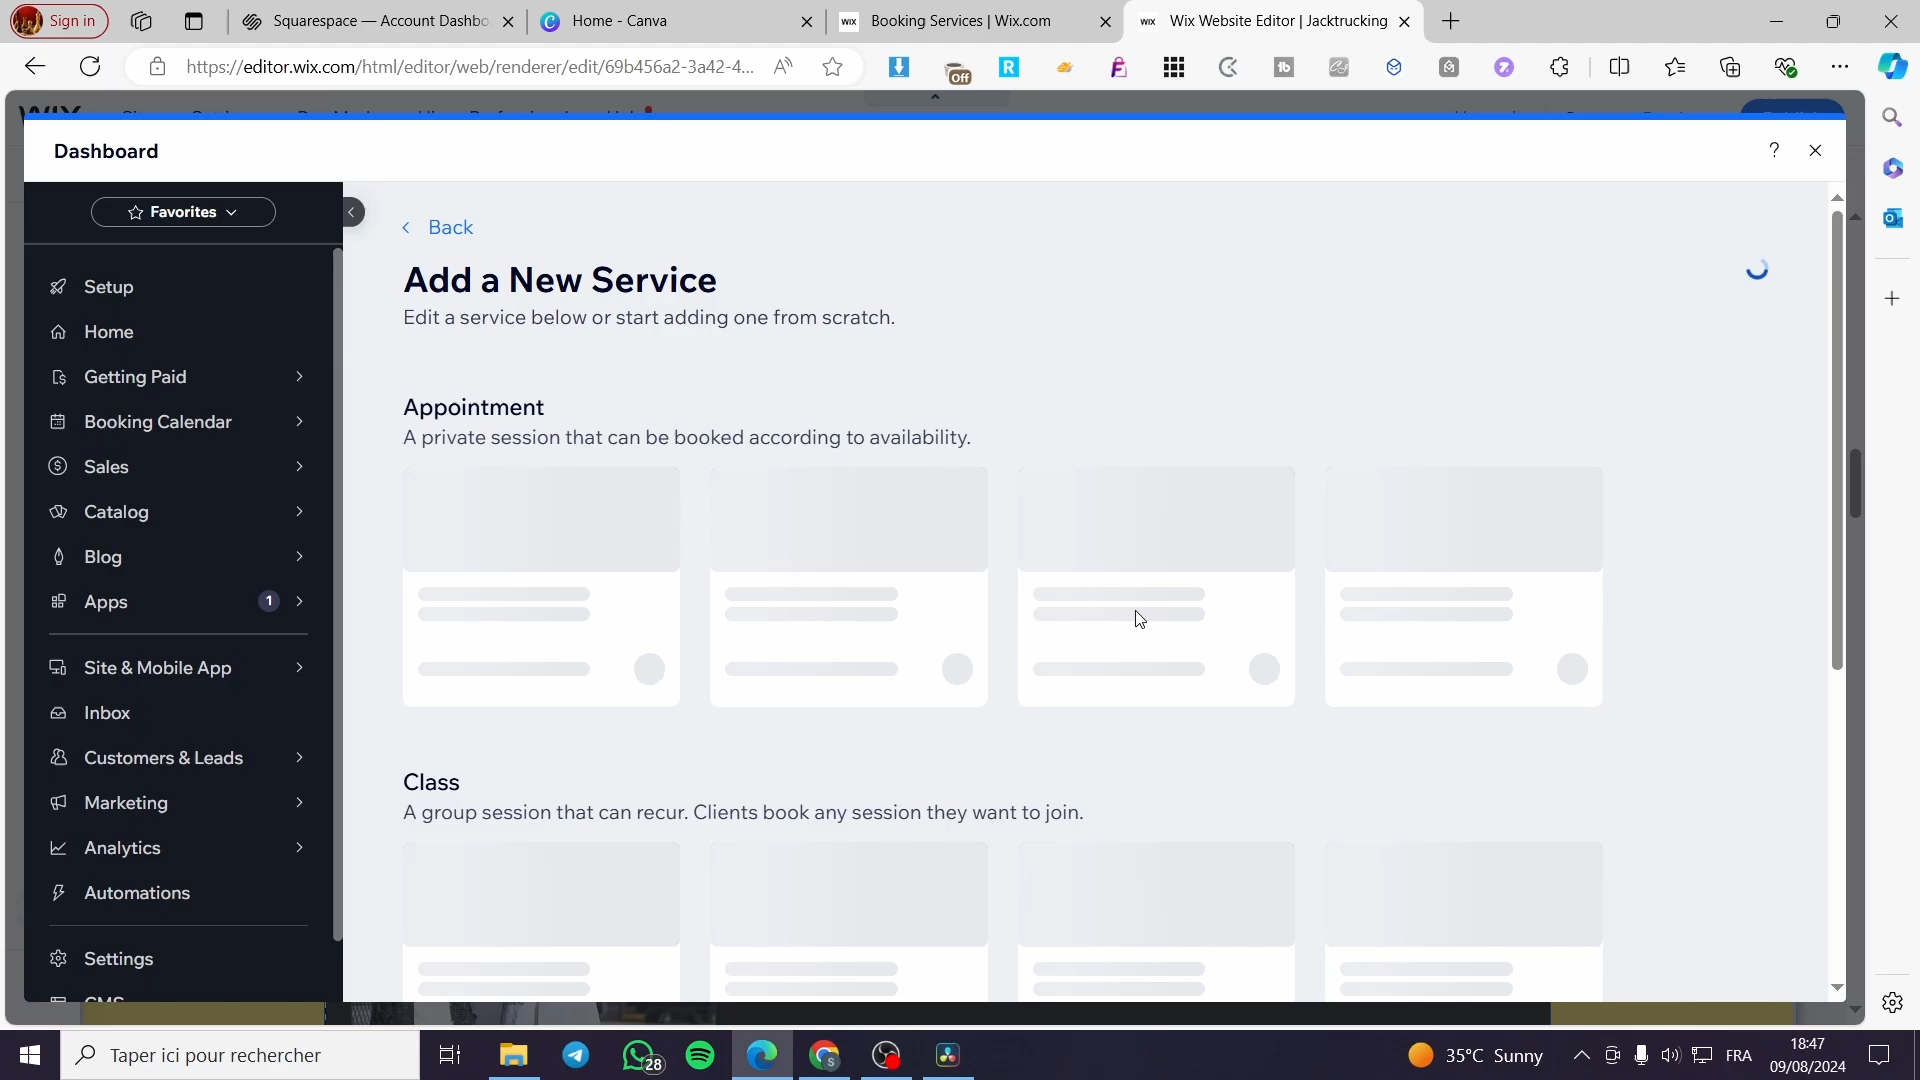 Sign in
Squarespace — Account Dashbo
Home - Canva
WIX
Booking Services | Wix.com
WIX
Wix Website Editor | Jacktrucking
https://editor.wix.com/html/editor/web/renderer/edit/69b456a2-3a42-4...
Off
Dashboard
?
Favorites
Back
Add a New Service
Edit a service below or start adding one from scratch.
Setup
Home
Getting Paid
Booking Calendar
Sales
Catalog
Blog
Apps
1
Site & Mobile App
Inbox
Customers & Leads
Marketing
Analytics
Automations
Settings
CMS
Appointment
A private session that can be booked according to availability.
Class
A group session that can recur. Clients book any session they want to join.
Taper ici pour rechercher
28
35°C Sunny
FRA
18:47
09/08/2024